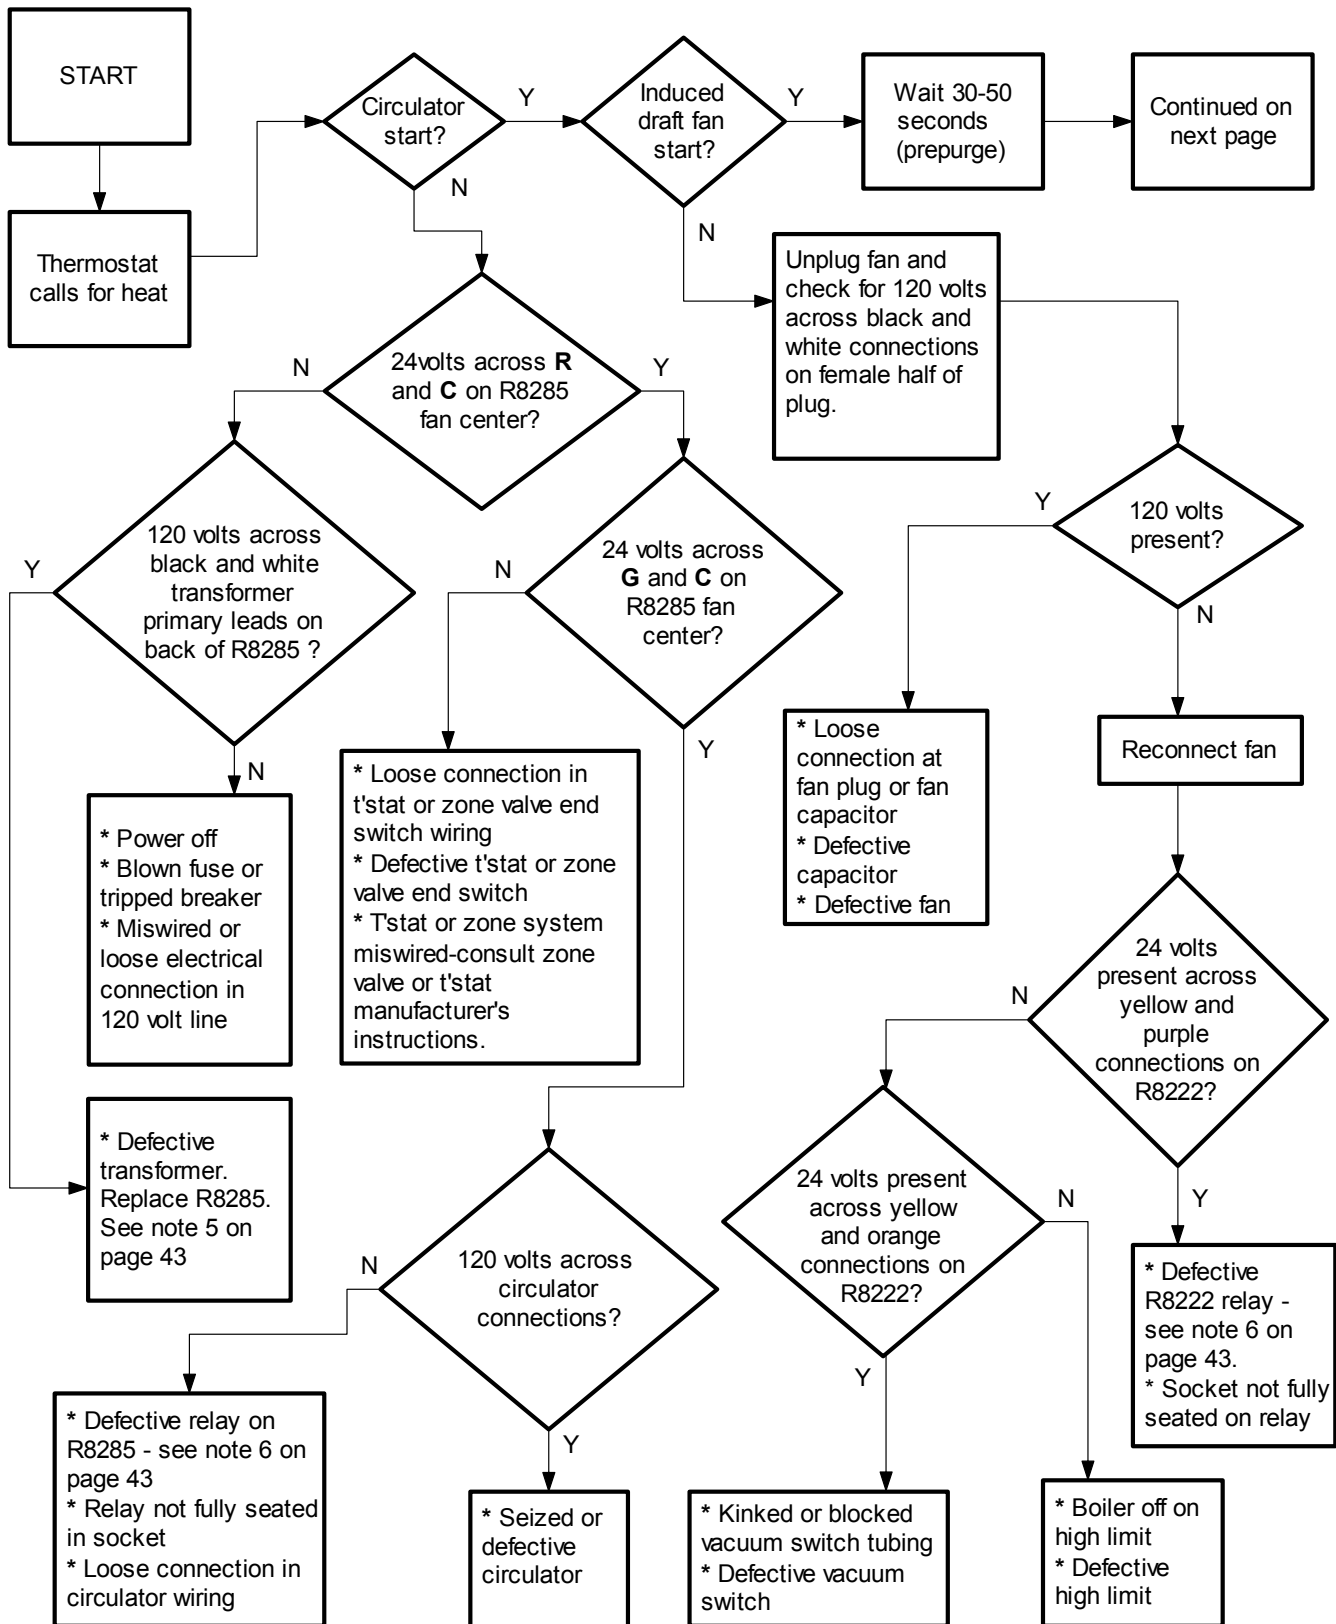 START
Thermostat
calls for heat
Circulator
start?
Y
N
Induced
draft fan
start?
Y
N
Wait 30-50
seconds
(prepurge)
Continued on
next page
Unplug fan and
check for 120 volts
across black and
white connections
on female half of
plug.
N
24volts across R
and C on R8285
fan center?
Y
Y
120 volts across
black and white
transformer
primary leads on
back of R8285 ?
N
N
24 volts across
G and C on
R8285 fan
center?
Y
Y
120 volts
present?
N
* Power off
* Blown fuse or
tripped breaker
* Miswired or
loose electrical
connection in
120 volt line
* Loose connection in
t'stat or zone valve end
switch wiring
* Defective t'stat or zone
valve end switch
* T'stat or zone system
miswired-consult zone
valve or t'stat
manufacturer's
instructions.
* Loose
connection at
fan plug or fan
capacitor
* Defective
capacitor
* Defective fan
Reconnect fan
N
24 volts
present across
yellow and
purple
connections on
R8222?
Y
* Defective
transformer.
Replace R8285.
See note 5 on
page 43
N
120 volts across
circulator
connections?
Y
24 volts present
across yellow
and orange
connections on
R8222?
N
Y
* Defective
R8222 relay -
see note 6 on
page 43.
* Socket not fully
seated on relay
* Defective relay on
R8285 - see note 6 on
page 43
* Relay not fully seated
in socket
* Loose connection in
circulator wiring
* Seized or
defective
circulator
* Kinked or blocked
vacuum switch tubing
* Defective vacuum
switch
* Boiler off on
high limit
* Defective
high limit